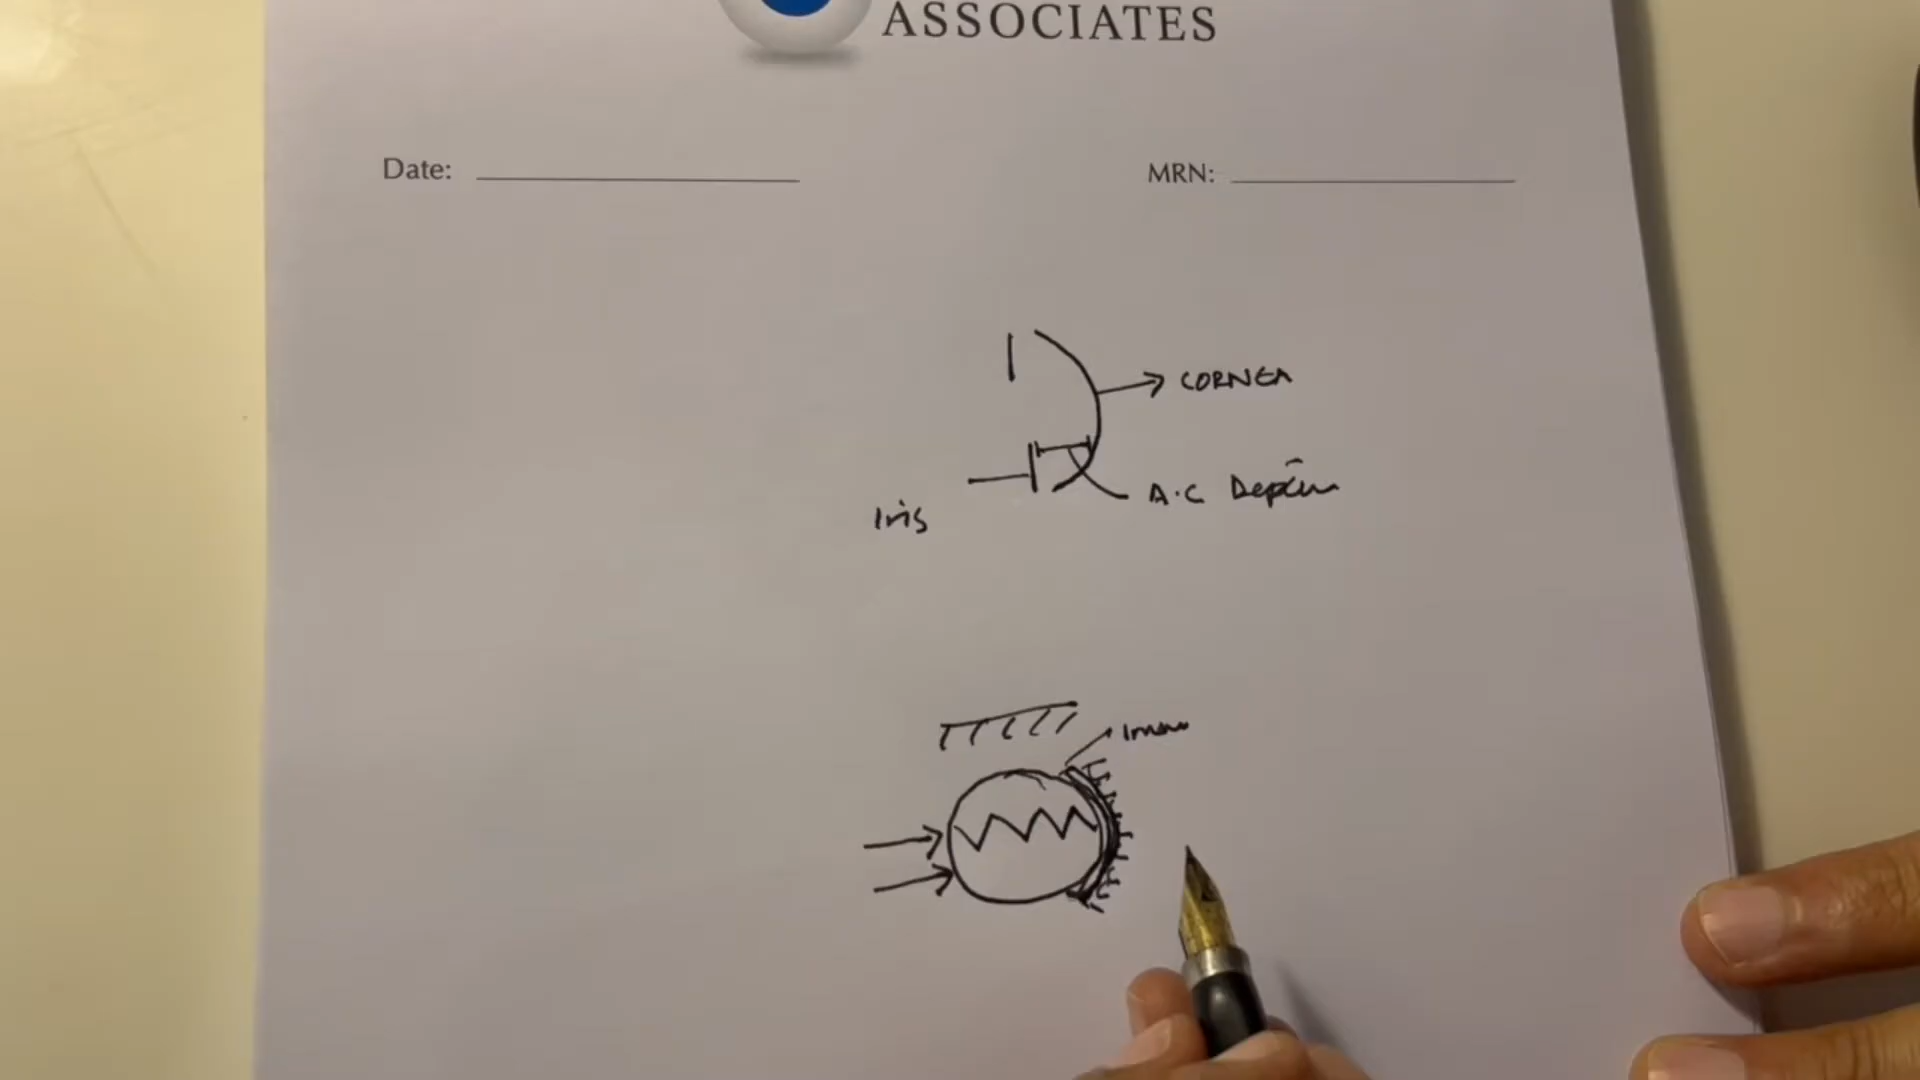 ASSOCIATES
Date:
MRN:
CORNEA
A.C Depth
Iris